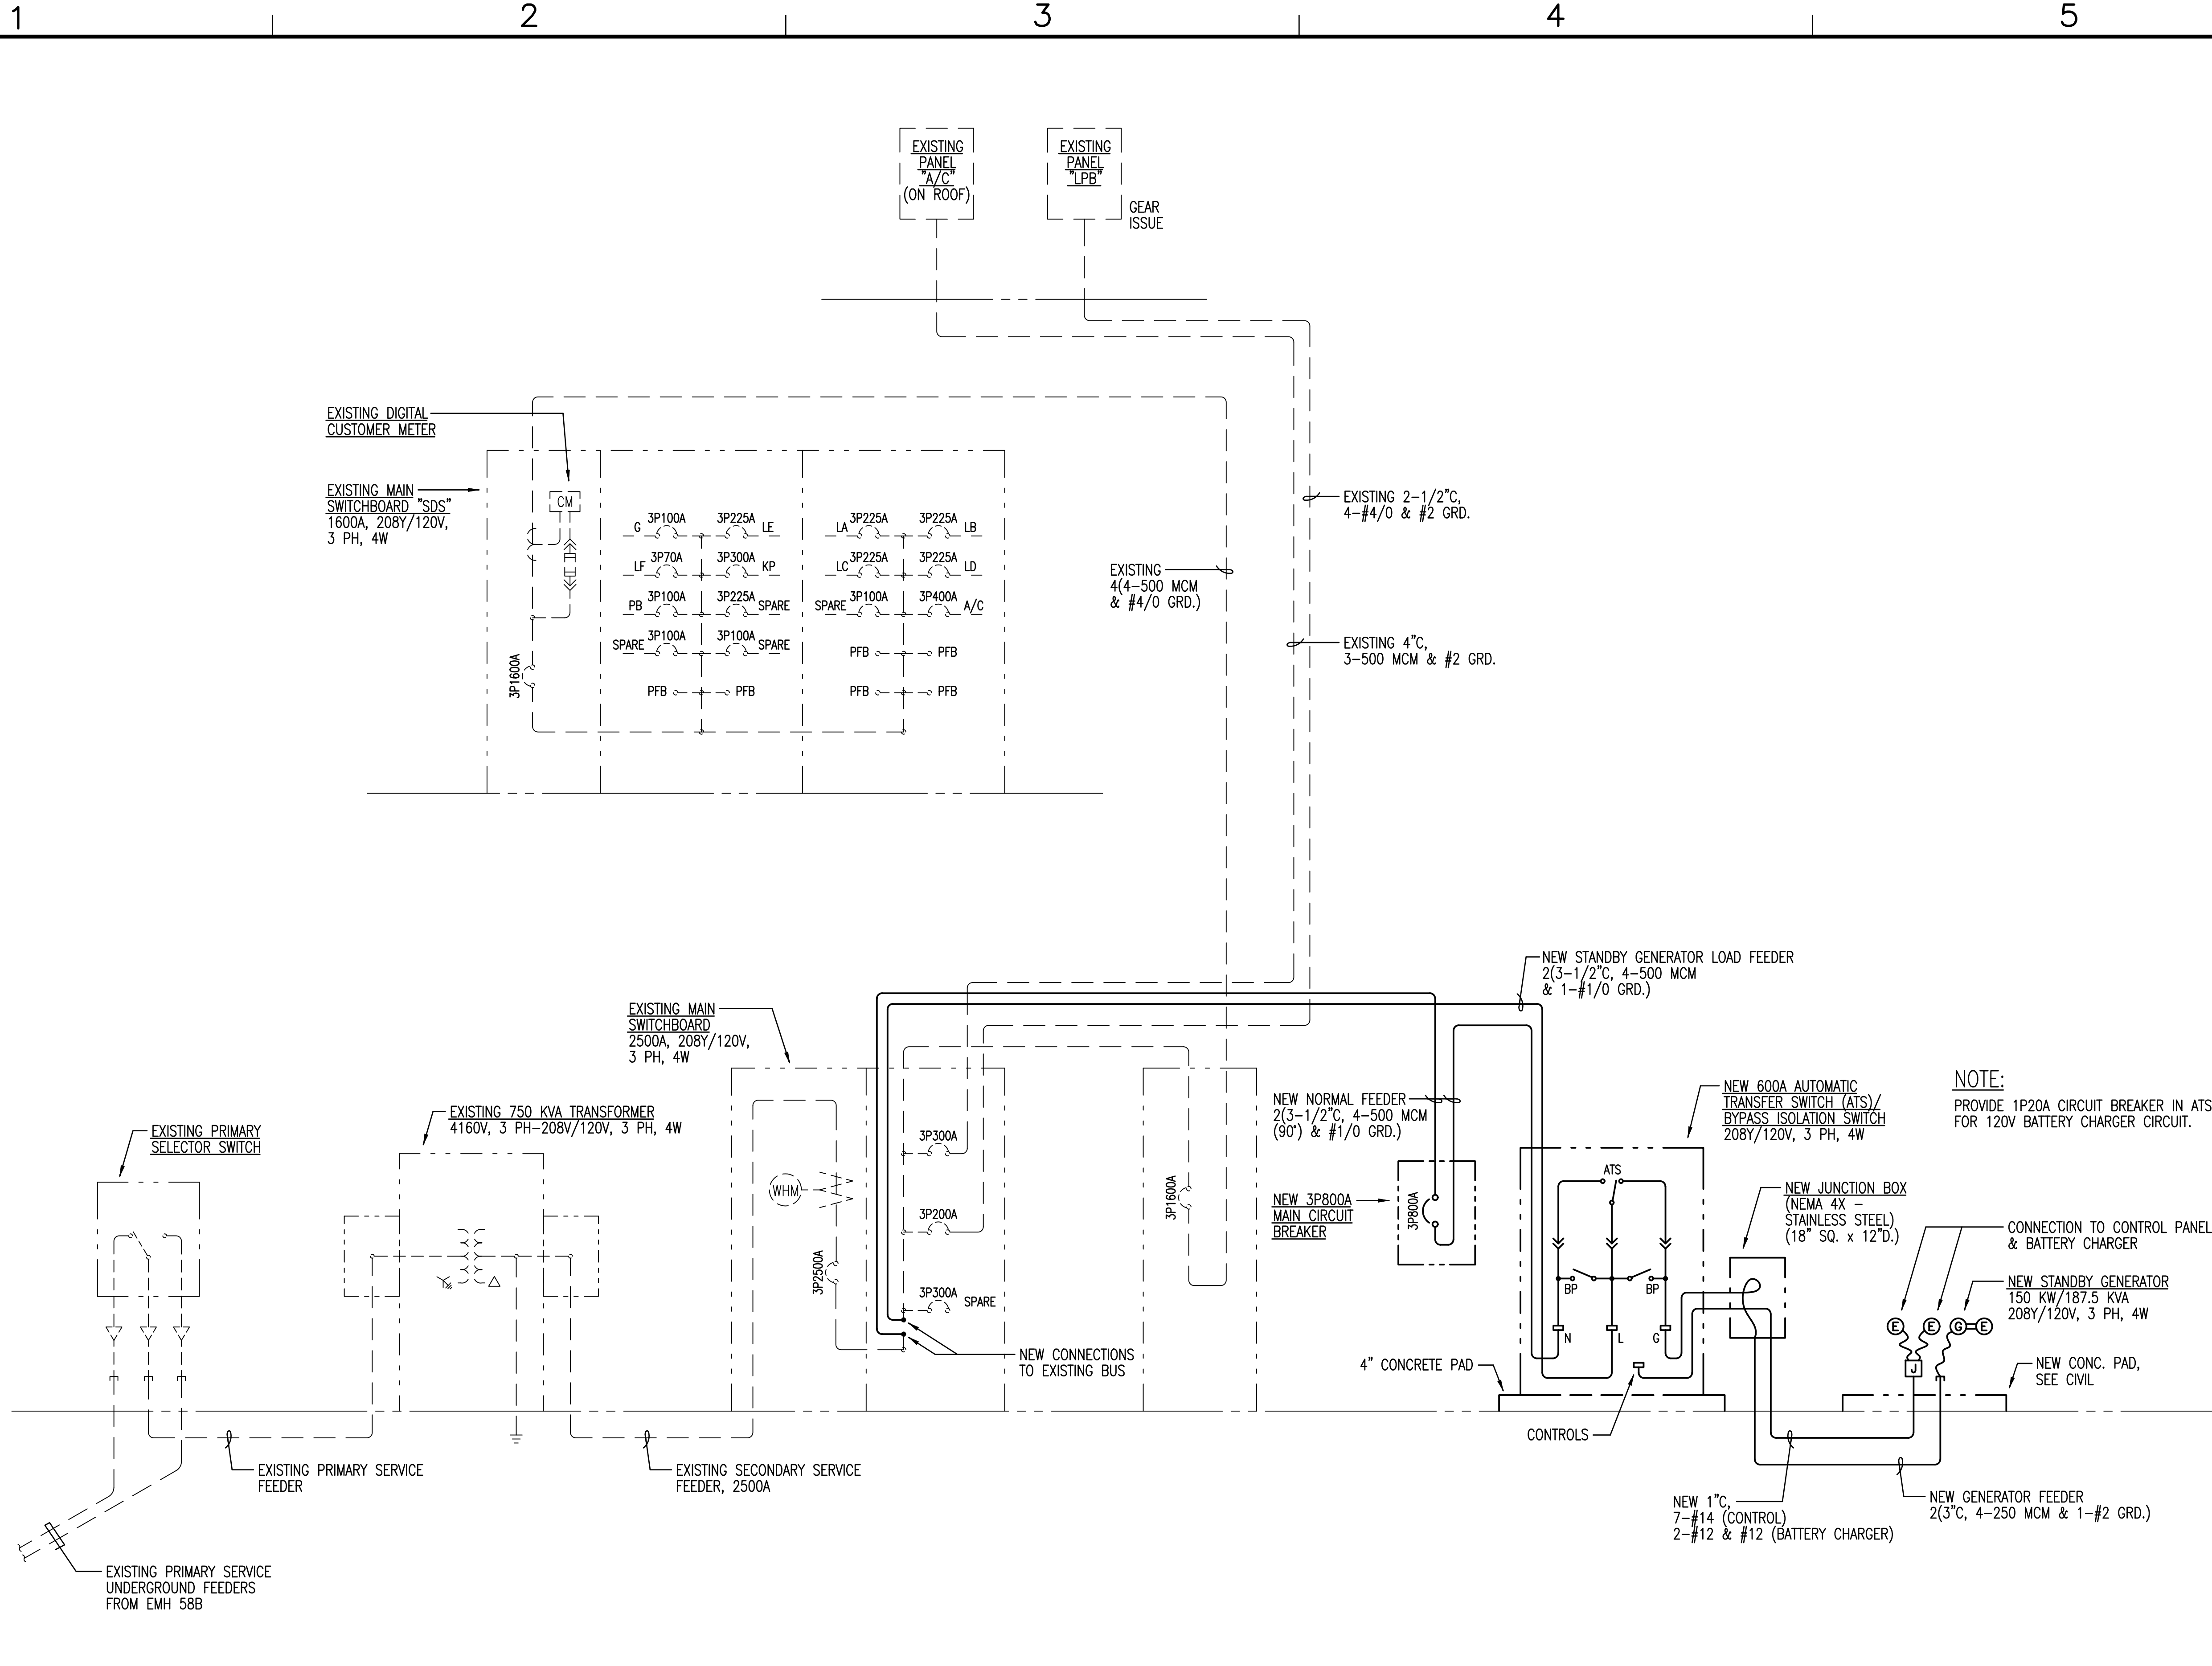 1
2
3
4
5
EXISTING
PANEL
"A/C"
(ON ROOF)
EXISTING
PANEL
"LPB"
GEAR
ISSUE
EXISTING DIGITAL
CUSTOMER METER
EXISTING MAIN
SWITCHBOARD "SDS"
1600A, 208Y/120V,
3 PH, 4W
CM
3P1600A
G 3P100A 3P225A LE
LF 3P70A 3P300A KP
PB 3P100A 3P225A SPARE
SPARE 3P100A 3P100A SPARE
PFB PFB
LA 3P225A 3P225A LB
LC 3P225A 3P225A LD
SPARE 3P100A 3P400A A/C
PFB PFB
PFB PFB
EXISTING 2-1/2"C,
4-#4/0 & #2 GRD.
EXISTING
4(4-500 MCM
& #4/0 GRD.)
EXISTING 4"C,
3-500 MCM & #2 GRD.
NEW STANDBY GENERATOR LOAD FEEDER
2(3-1/2"C, 4-500 MCM
& 1-#1/0 GRD.)
EXISTING MAIN
SWITCHBOARD
2500A, 208Y/120V,
3 PH, 4W
EXISTING PRIMARY
SELECTOR SWITCH
EXISTING 750 KVA TRANSFORMER
4160V, 3 PH-208V/120V, 3 PH, 4W
WHM
3P2500A
3P300A
3P200A
3P300A SPARE
3P1600A
NEW CONNECTIONS
TO EXISTING BUS
NEW NORMAL FEEDER
2(3-1/2"C, 4-500 MCM
(90°) & #1/0 GRD.)
NEW 3P800A
MAIN CIRCUIT
BREAKER
3P800A
NEW 600A AUTOMATIC
TRANSFER SWITCH (ATS)/
BYPASS ISOLATION SWITCH
208Y/120V, 3 PH, 4W
ATS
BP
BP
N
L
G
NOTE:
PROVIDE 1P20A CIRCUIT BREAKER IN ATS
FOR 120V BATTERY CHARGER CIRCUIT.
NEW JUNCTION BOX
(NEMA 4X -
STAINLESS STEEL)
(18" SQ. x 12"D.)
CONNECTION TO CONTROL PANEL
& BATTERY CHARGER
NEW STANDBY GENERATOR
150 KW/187.5 KVA
208Y/120V, 3 PH, 4W
E
E
G
E
J
NEW CONC. PAD,
SEE CIVIL
4" CONCRETE PAD
CONTROLS
EXISTING PRIMARY SERVICE
FEEDER
EXISTING SECONDARY SERVICE
FEEDER, 2500A
NEW 1"C,
7-#14 (CONTROL)
2-#12 & #12 (BATTERY CHARGER)
NEW GENERATOR FEEDER
2(3"C, 4-250 MCM & 1-#2 GRD.)
EXISTING PRIMARY SERVICE
UNDERGROUND FEEDERS
FROM EMH 58B